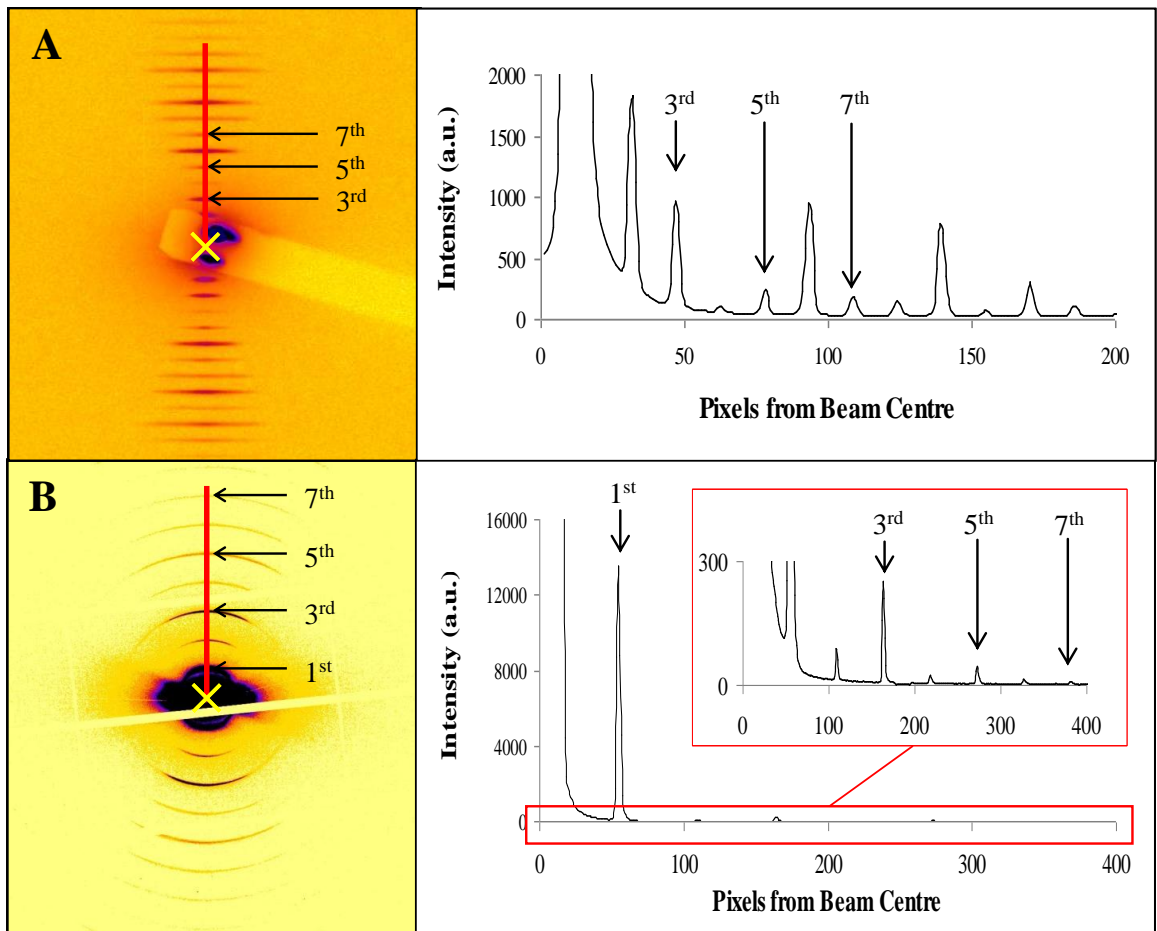 A
7th
5th
3rd
2000
1500
1000
500
0
Intensity (a.u.)
3rd
5th
7th
0 50 100 150 200
Pixels from Beam Centre
B
7th
5th
3rd
1st
16000
12000
8000
4000
0
Intensity (a.u.)
1st
3rd
5th
7th
300
0
0 100 200 300 400
0 100 200 300 400
Pixels from Beam Centre